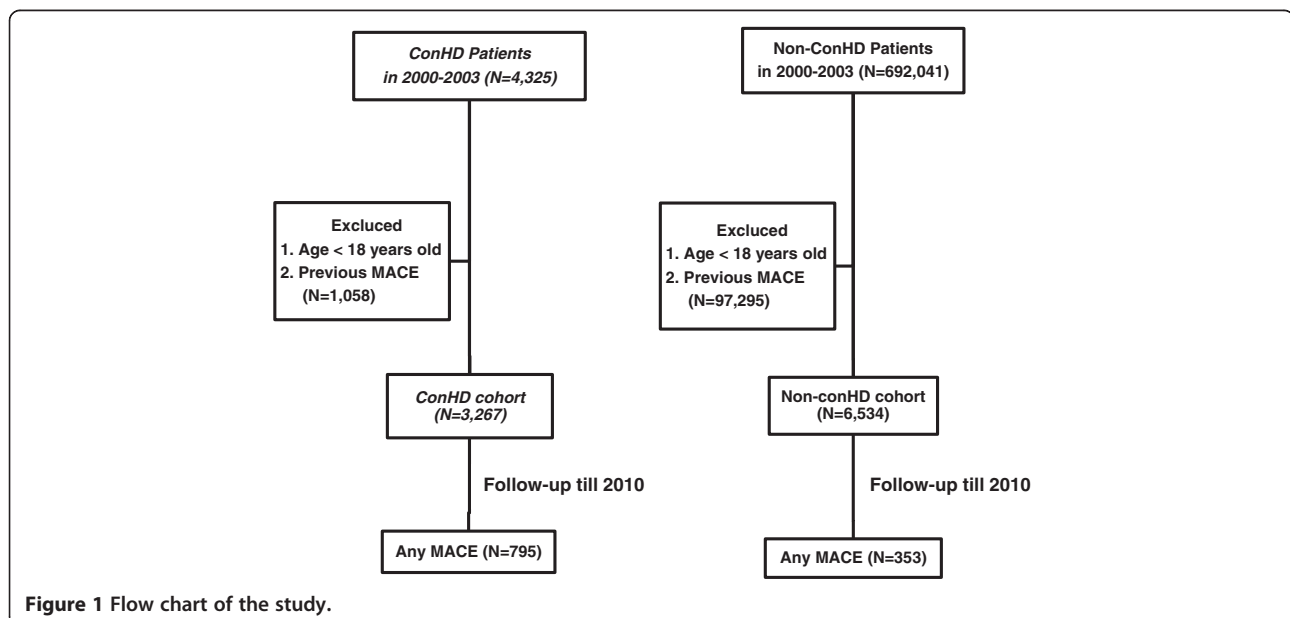 ConHD Patients
in 2000-2003 (N=4,325)
Excluced
1. Age < 18 years old
2. Previous MACE
(N=1,058)
ConHD cohort
(N=3,267)
Follow-up till 2010
Any MACE (N=795)
Non-ConHD Patients
in 2000-2003 (N=692,041)
Excluced
1. Age < 18 years old
2. Previous MACE
(N=97,295)
Non-conHD cohort
(N=6,534)
Follow-up till 2010
Any MACE (N=353)
Figure 1 Flow chart of the study.